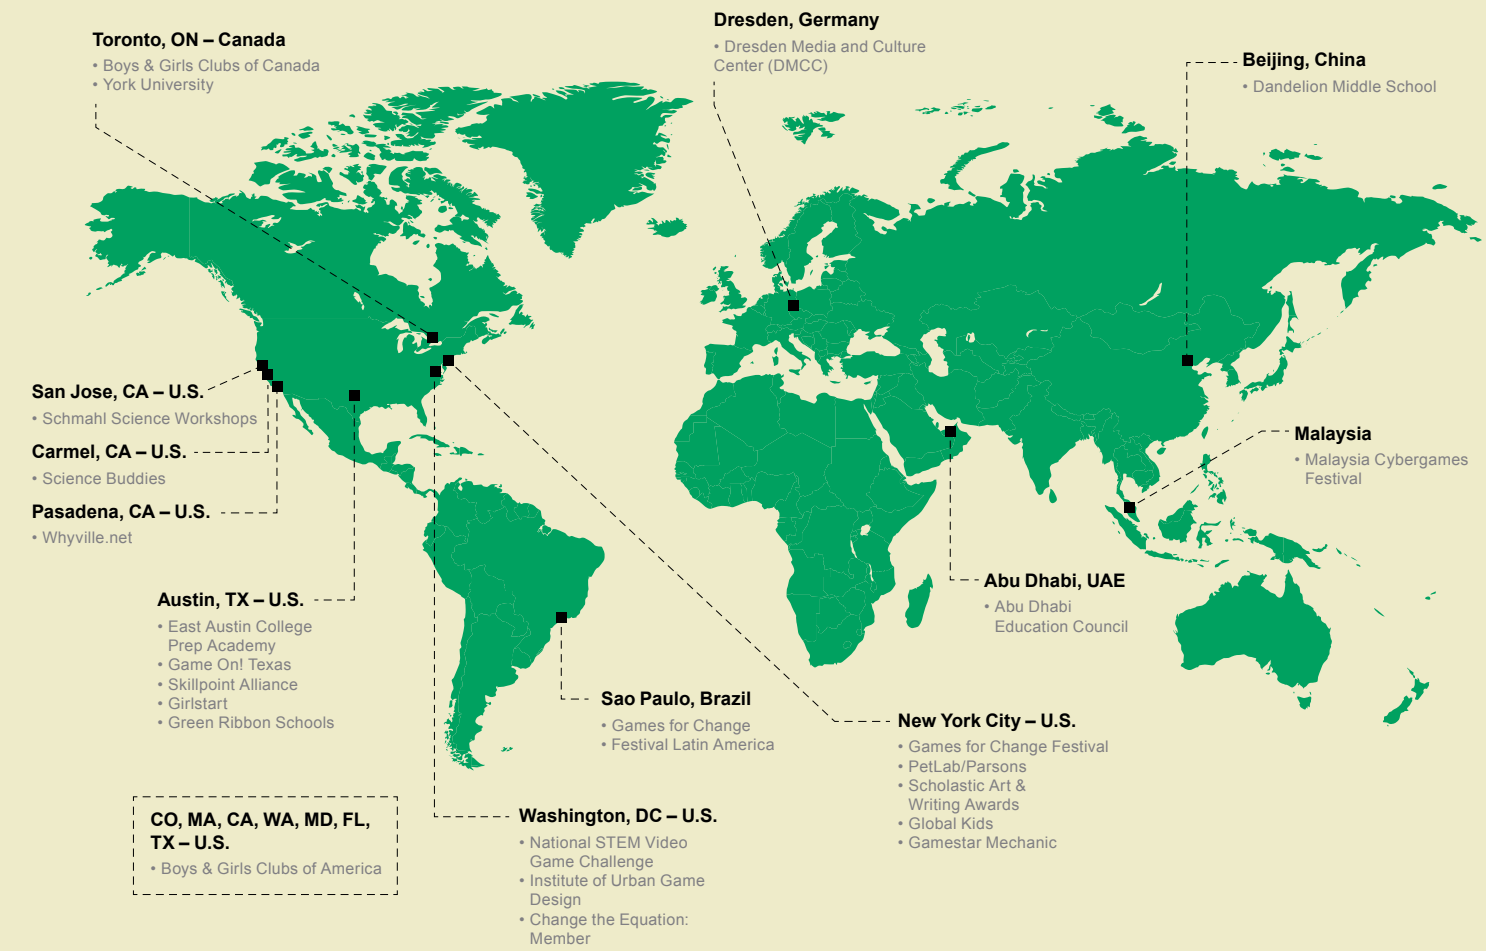 Toronto, ON – Canada
• Boys & Girls Clubs of Canada
• York University
Dresden, Germany
• Dresden Media and Culture
Center (DMCC)
Beijing, China
• Dandelion Middle School
San Jose, CA – U.S.
• Schmahl Science Workshops
Carmel, CA – U.S.
• Science Buddies
Pasadena, CA – U.S.
• Whyville.net
Malaysia
• Malaysia Cybergames
Festival
Austin, TX – U.S.
• East Austin College
Prep Academy
• Game On! Texas
• Skillpoint Alliance
• Girlstart
• Green Ribbon Schools
Abu Dhabi, UAE
• Abu Dhabi
Education Council
Sao Paulo, Brazil
• Games for Change
• Festival Latin America
New York City – U.S.
• Games for Change Festival
• PetLab/Parsons
• Scholastic Art &
Writing Awards
• Global Kids
• Gamestar Mechanic
CO, MA, CA, WA, MD, FL,
TX – U.S.
• Boys & Girls Clubs of America
Washington, DC – U.S.
• National STEM Video
Game Challenge
• Institute of Urban Game
Design
• Change the Equation:
Member